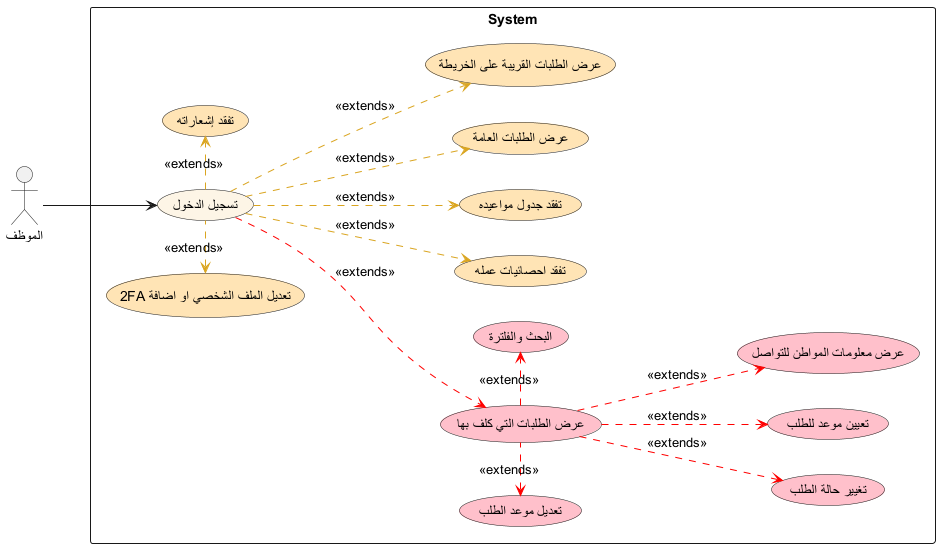 System
عرض الطلبات القريبة على الخريطة
«extends»
تفقد إشعاراته
عرض الطلبات العامة
«extends»
«extends»
تسجيل الدخول
«extends»
تفقد جدول مواعيده
الموظف
«extends»
«extends»
تفقد احصائيات عمله
«extends»
تعديل الملف الشخصي او اضافة 2FA
البحث والفلترة
عرض معلومات المواطن للتواصل
«extends»
«extends»
عرض الطلبات التي كلف بها
«extends»
تعيين موعد للطلب
«extends»
«extends»
تغيير حالة الطلب
تعديل موعد الطلب